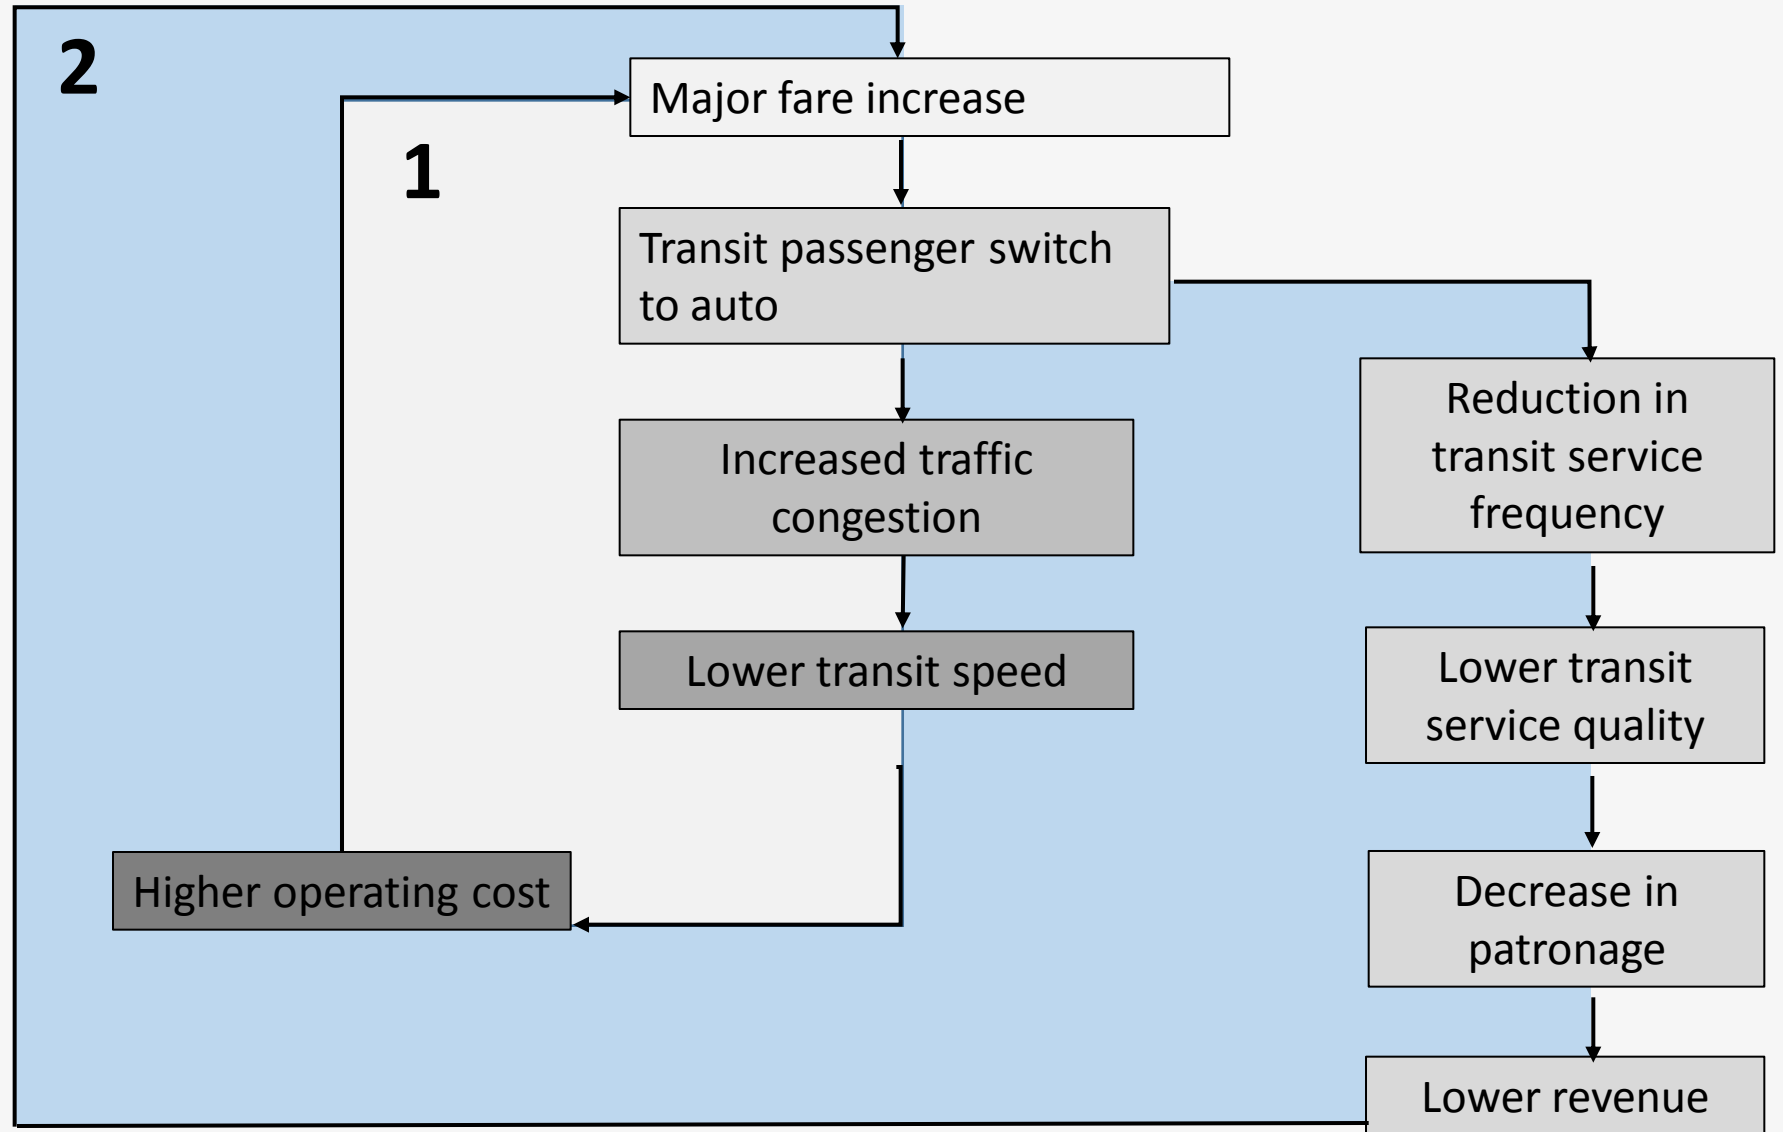 2
Major fare increase
1
Transit passenger switch
to auto
Reduction in
transit service
frequency
Increased traffic
congestion
Lower transit speed
Lower transit
service quality
Higher operating cost
Decrease in
patronage
Lower revenue